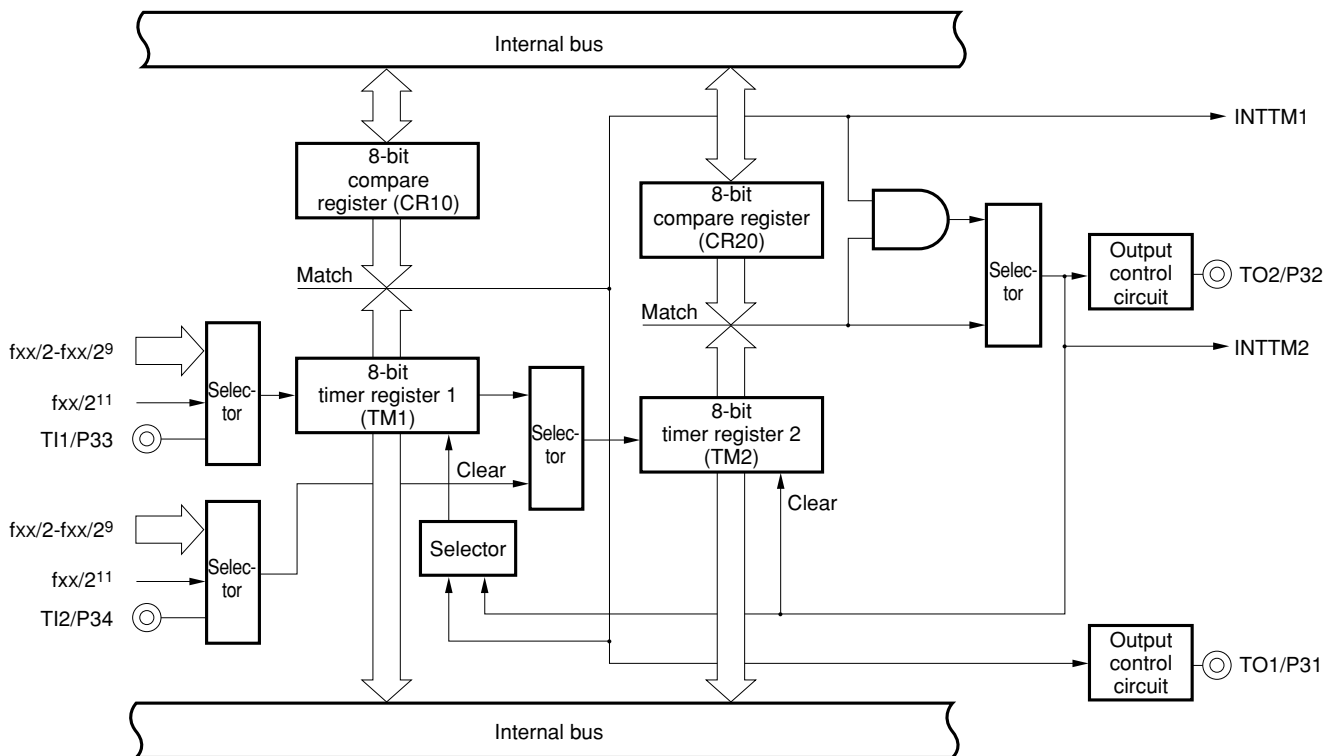 Internal bus
INTTM1
8-bit
compare
register (CR10)
8-bit
compare register
(CR20)
Selec-
tor
Output
control
circuit
TO2/P32
Match
Match
INTTM2
fxx/2-fxx/2⁹
fxx/2¹¹
TI1/P33
Selec-
tor
8-bit
timer register 1
(TM1)
Selec-
tor
8-bit
timer register 2
(TM2)
Clear
Clear
fxx/2-fxx/2⁹
fxx/2¹¹
TI2/P34
Selec-
tor
Selector
Output
control
circuit
TO1/P31
Internal bus